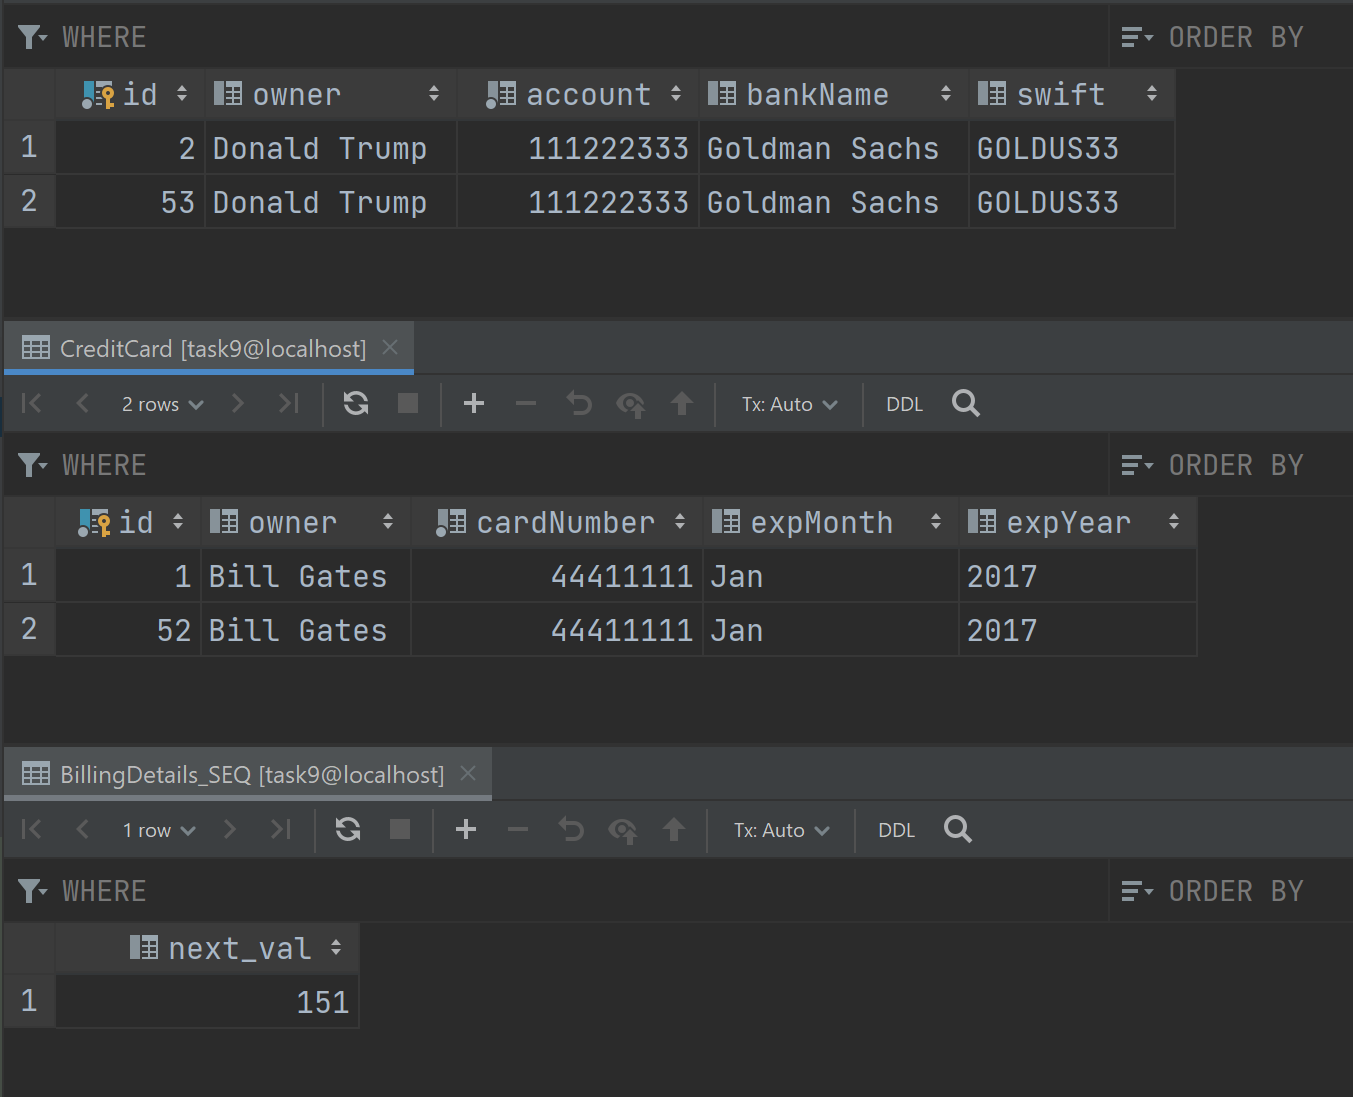 WHERE ORDER BY
id owner account bankName swift
1 2 Donald Trump 111222333 Goldman Sachs GOLDUS33
2 53 Donald Trump 111222333 Goldman Sachs GOLDUS33
CreditCard [task9@localhost]
2 rows Tx: Auto DDL
WHERE ORDER BY
id owner cardNumber expMonth expYear
1 1 Bill Gates 44411111 Jan 2017
2 52 Bill Gates 44411111 Jan 2017
BillingDetails_SEQ [task9@localhost]
1 row Tx: Auto DDL
WHERE ORDER BY
next_val
1 151